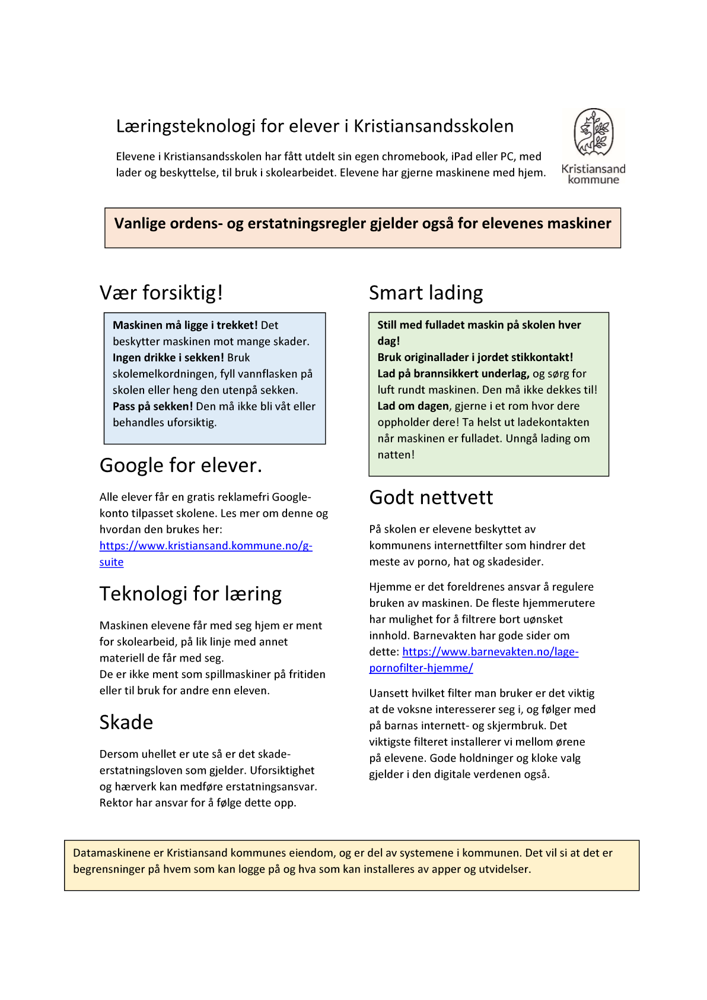 Læringsteknologi for elever i Kristiansandsskolen
Elevene i Kristiansandsskolen har fått utdelt sin egen chromebook, iPad eller PC, med
lader og beskyttelse, til bruk i skolearbeidet. Elevene har gjerne maskinene med hjem.
Kristiansand
kommune
Vanlige ordens- og erstatningsregler gjelder også for elevenes maskiner
Vær forsiktig!
Maskinen må ligge i trekket! Det
beskytter maskinen mot mange skader.
Ingen drikke i sekken! Bruk
skolemelkordningen, fyll vannflasken på
skolen eller heng den utenpå sekken.
Pass på sekken! Den må ikke bli våt eller
behandles uforsiktig.
Google for elever.
Alle elever får en gratis reklamefri Google-
konto tilpasset skolene. Les mer om denne og
hvordan den brukes her:
https://www.kristiansand.kommune.no/g-
suite
Teknologi for læring
Maskinen elevene får med seg hjem er ment
for skolearbeid, på lik linje med annet
materiell de får med seg.
De er ikke ment som spillmaskiner på fritiden
eller til bruk for andre enn eleven.
Skade
Dersom uhellet er ute så er det skade-
erstatningsloven som gjelder. Uforsiktighet
og hærverk kan medføre erstatningsansvar.
Rektor har ansvar for å følge dette opp.
Smart lading
Still med fulladet maskin på skolen hver
dag!
Bruk originallader i jordet stikkontakt!
Lad på brannsikkert underlag, og sørg for
luft rundt maskinen. Den må ikke dekkes til!
Lad om dagen, gjerne i et rom hvor dere
oppholder dere! Ta helst ut ladekontakten
når maskinen er fulladet. Unngå lading om
natten!
Godt nettvett
På skolen er elevene beskyttet av
kommunens internettfilter som hindrer det
meste av porno, hat og skadesider.
Hjemme er det foreldrenes ansvar å regulere
bruken av maskinen. De fleste hjemmerutere
har mulighet for å filtrere bort uønsket
innhold. Barnevakten har gode sider om
dette: https://www.barnevakten.no/lage-
pornofilter-hjemme/
Uansett hvilket filter man bruker er det viktig
at de voksne interesserer seg i, og følger med
på barnas internett- og skjermbruk. Det
viktigste filteret installerer vi mellom ørene
på elevene. Gode holdninger og kloke valg
gjelder i den digitale verdenen også.
Datamaskinene er Kristiansand kommunes eiendom, og er del av systemene i kommunen. Det vil si at det er
begrensninger på hvem som kan logge på og hva som kan installeres av apper og utvidelser.